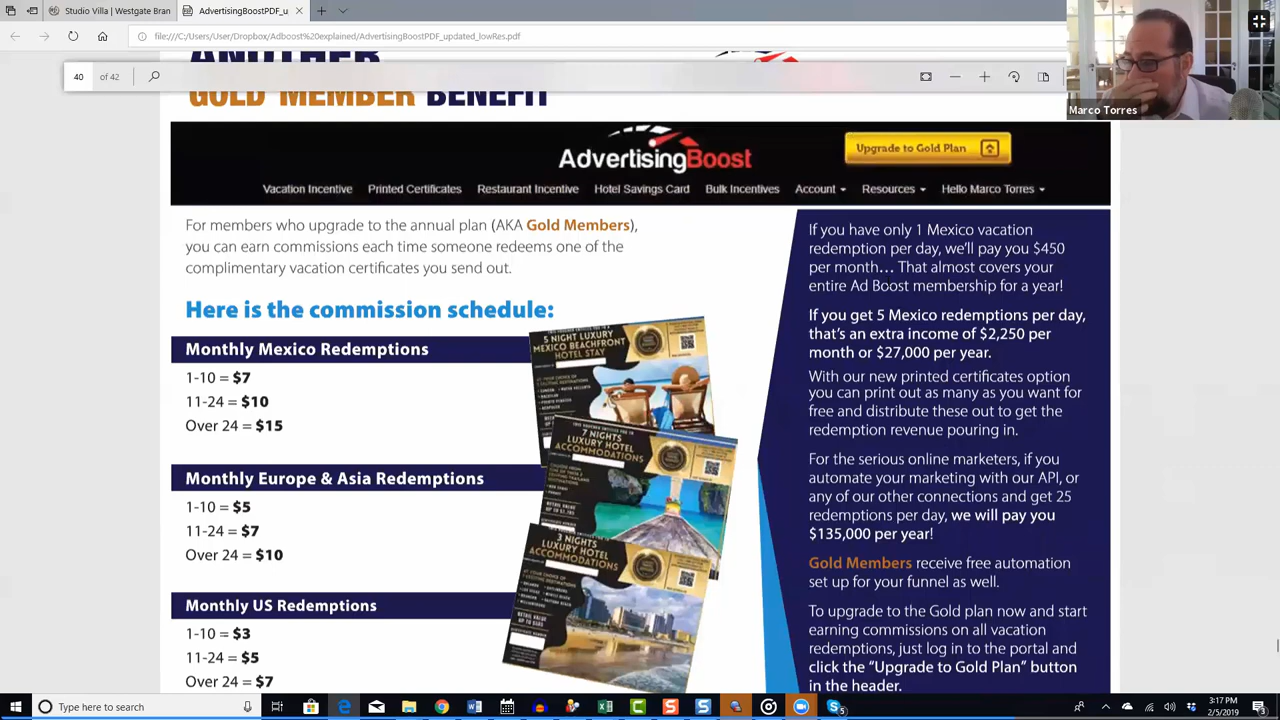 Studio Villa | Westgate Bran
AdvertisingBoostPDF_u
file:///C:/Users/User/Dropbox/Adboost%20explained/AdvertisingBoostPDF_updated_lowRes.pdf
40 of 42
Marco Torres
ANOTHER
GOLD MEMBER BENEFIT
AdvertisingBoost
Upgrade to Gold Plan
Vacation Incentive Printed Certificates Restaurant Incentive Hotel Savings Card Bulk Incentives Account Resources Hello Marco Torres
For members who upgrade to the annual plan (AKA Gold Members),
you can earn commissions each time someone redeems one of the
complimentary vacation certificates you send out.
Here is the commission schedule:
Monthly Mexico Redemptions
1-10 = $7
11-24 = $10
Over 24 = $15
Monthly Europe & Asia Redemptions
1-10 = $5
11-24 = $7
Over 24 = $10
Monthly US Redemptions
1-10 = $3
11-24 = $5
Over 24 = $7
5 NIGHT LUXURY
MEXICO BEACHFRONT
HOTEL STAY
7 NIGHTS
LUXURY HOTEL
ACCOMMODATIONS
3 NIGHTS
LUXURY HOTEL
ACCOMMODATIONS
If you have only 1 Mexico vacation
redemption per day, we'll pay you $450
per month... That almost covers your
entire Ad Boost membership for a year!
If you get 5 Mexico redemptions per day,
that's an extra income of $2,250 per
month or $27,000 per year.
With our new printed certificates option
you can print out as many as you want for
free and distribute these out to get the
redemption revenue pouring in.
For the serious online marketers, if you
automate your marketing with our API, or
any of our other connections and get 25
redemptions per day, we will pay you
$135,000 per year!
Gold Members receive free automation
set up for your funnel as well.
To upgrade to the Gold plan now and start
earning commissions on all vacation
redemptions, just log in to the portal and
click the "Upgrade to Gold Plan" button
in the header.
Type here to search
3:17 PM
2/5/2019